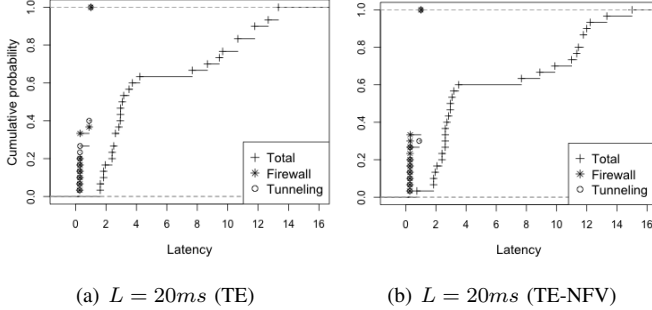 Cumulative probability
1.0
0.8
0.6
0.4
0.2
0.0
0 2 4 6 8 10 12 14 16
Latency
Total
Firewall
Tunneling
1.0
0.8
0.6
0.4
0.2
0.0
0 2 4 6 8 10 12 14 16
Latency
Total
Firewall
Tunneling
(a) L = 20ms (TE)
(b) L = 20ms (TE-NFV)